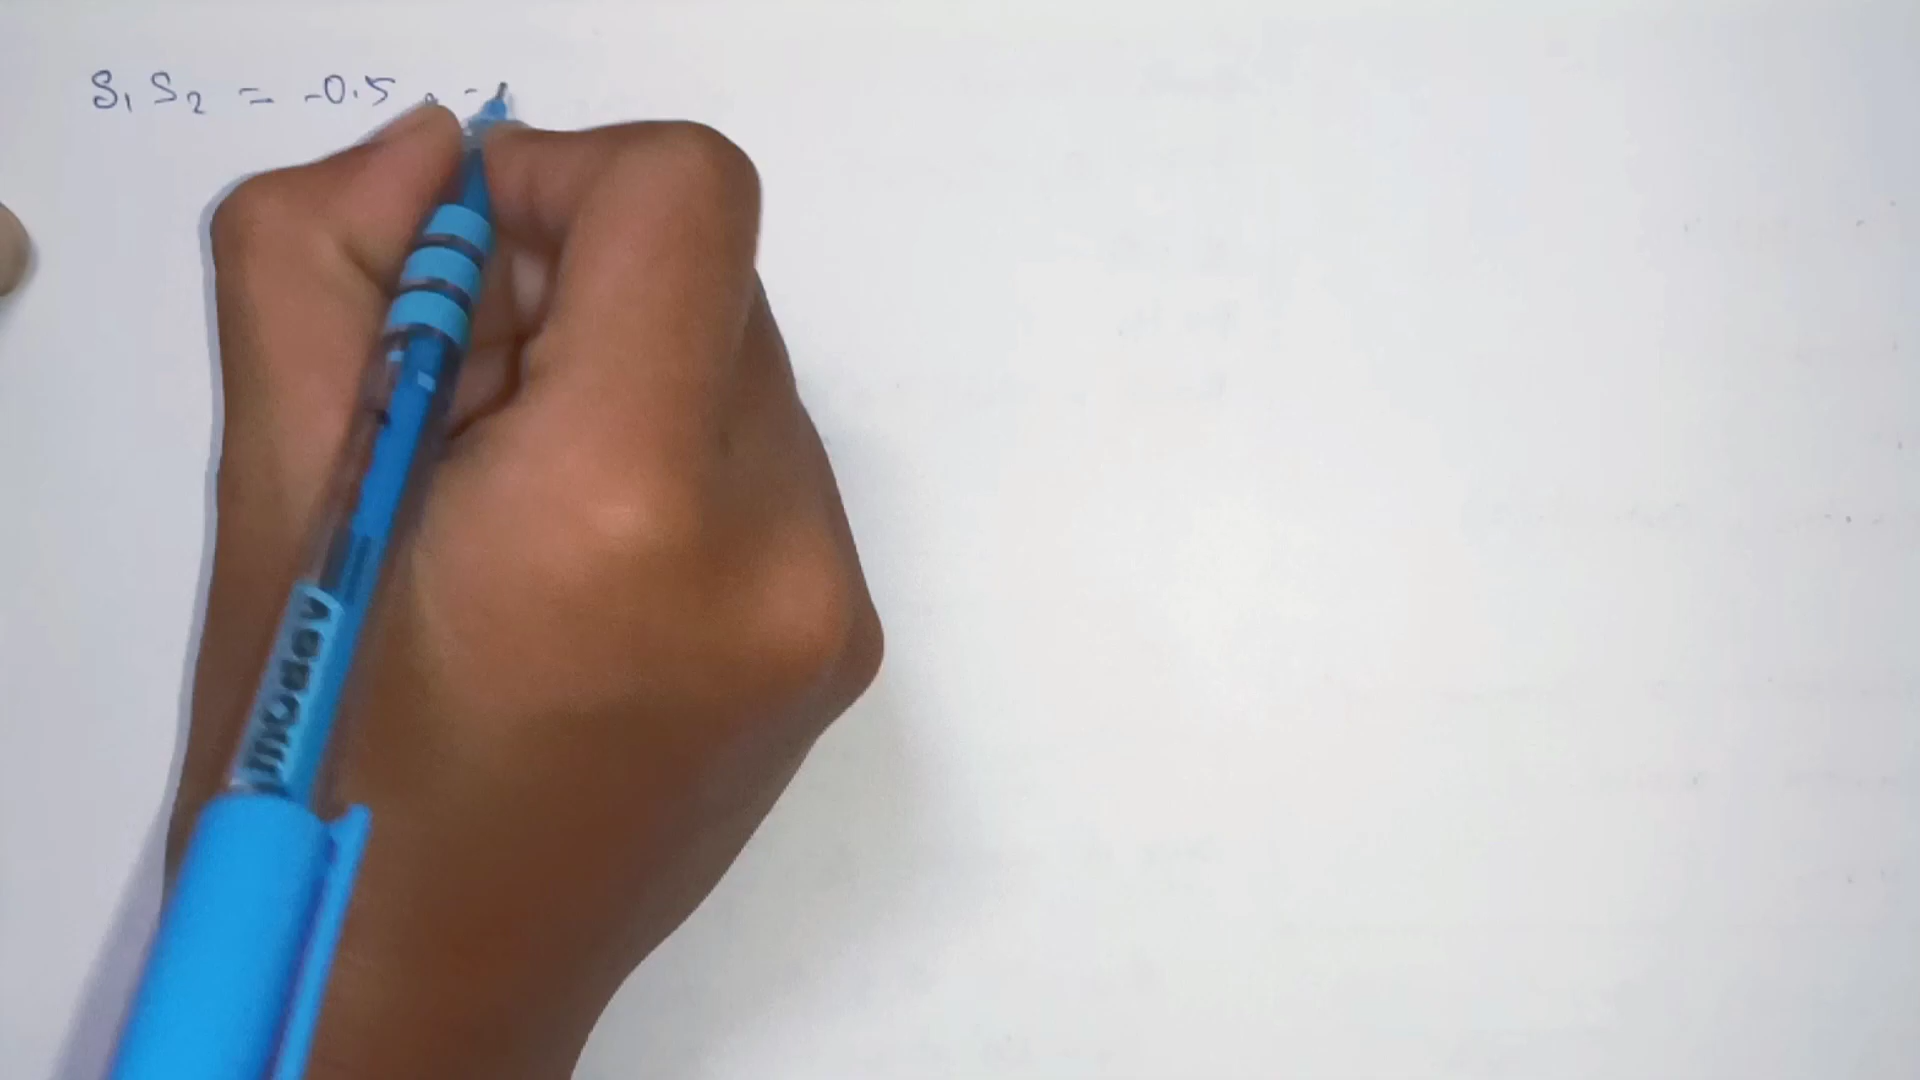 S₁ S₂ = -0.5 , -